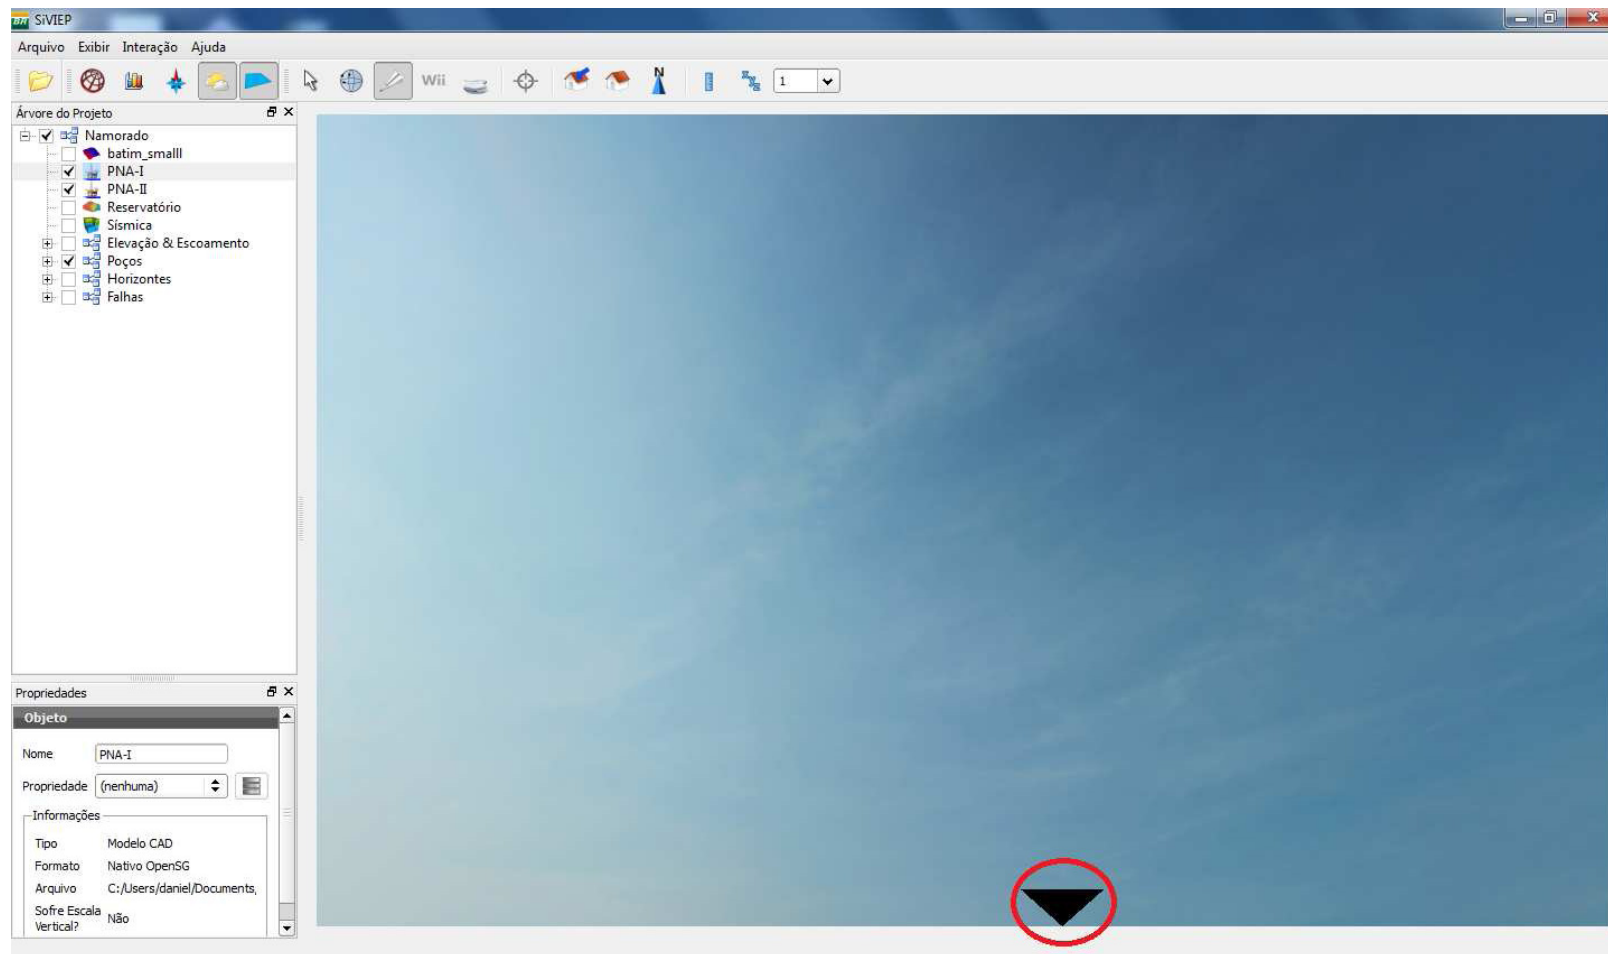 BR SiVIEP
Arquivo Exibir Interação Ajuda
Wii N 1
Árvore do Projeto
Namorado
batim_smalll
PNA-I
PNA-II
Reservatório
Sísmica
Elevação & Escoamento
Poços
Horizontes
Falhas
Propriedades
Objeto
Nome PNA-I
Propriedade (nenhuma)
Informações
Tipo Modelo CAD
Formato Nativo OpenSG
Arquivo C:/Users/daniel/Documents,
Sofre Escala
Vertical? Não